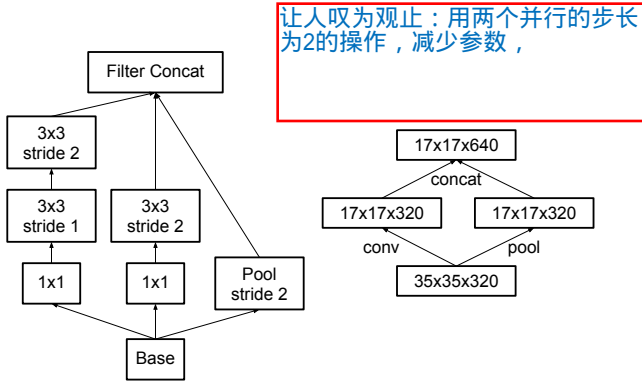 让人叹为观止：用两个并行的步长
为2的操作，减少参数，
Filter Concat
3x3
stride 2
3x3
stride 1
3x3
stride 2
1x1
1x1
Pool
stride 2
Base
17x17x640
concat
17x17x320
17x17x320
conv
pool
35x35x320